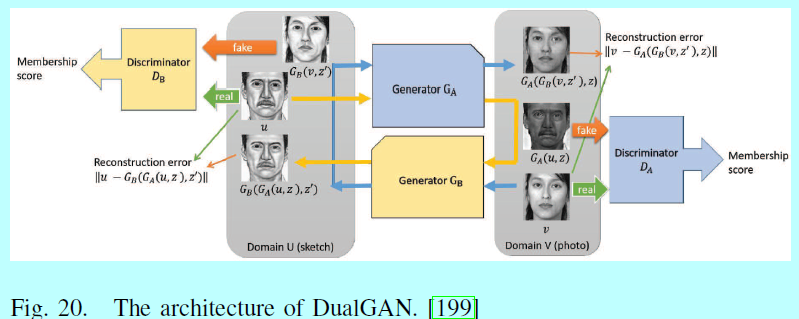 Membership
score
Discriminator
D_B
fake
real
G_B(v,z′)
u
Reconstruction error
‖u − G_B(G_A(u,z),z′)‖
G_B(G_A(u,z),z′)
Domain U (sketch)
Generator G_A
Generator G_B
Reconstruction error
‖v − G_A(G_B(v,z′),z)‖
G_A(G_B(v,z′),z)
fake
G_A(u,z)
real
v
Domain V (photo)
Discriminator
D_A
Membership
score
Fig. 20. The architecture of DualGAN. [199]